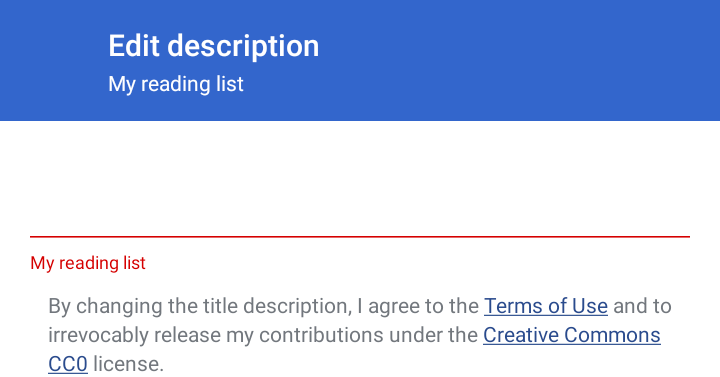 Edit description
My reading list
My reading list
By changing the title description, I agree to the Terms of Use and to
irrevocably release my contributions under the Creative Commons
CC0 license.